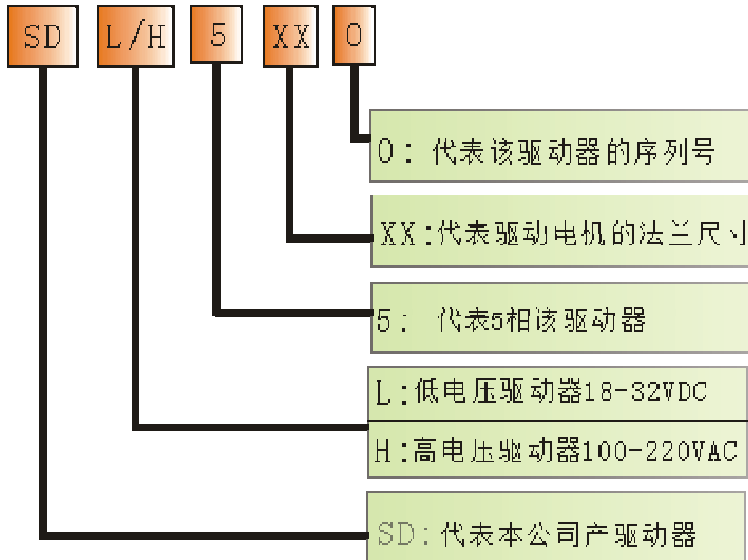 SD L/H 5 XX 0
0: 代表该驱动器的序列号
XX:代表驱动电机的法兰尺寸
5: 代表5相该驱动器
L:低电压驱动器18-32VDC
H:高电压驱动器100-220VAC
SD:代表本公司产驱动器